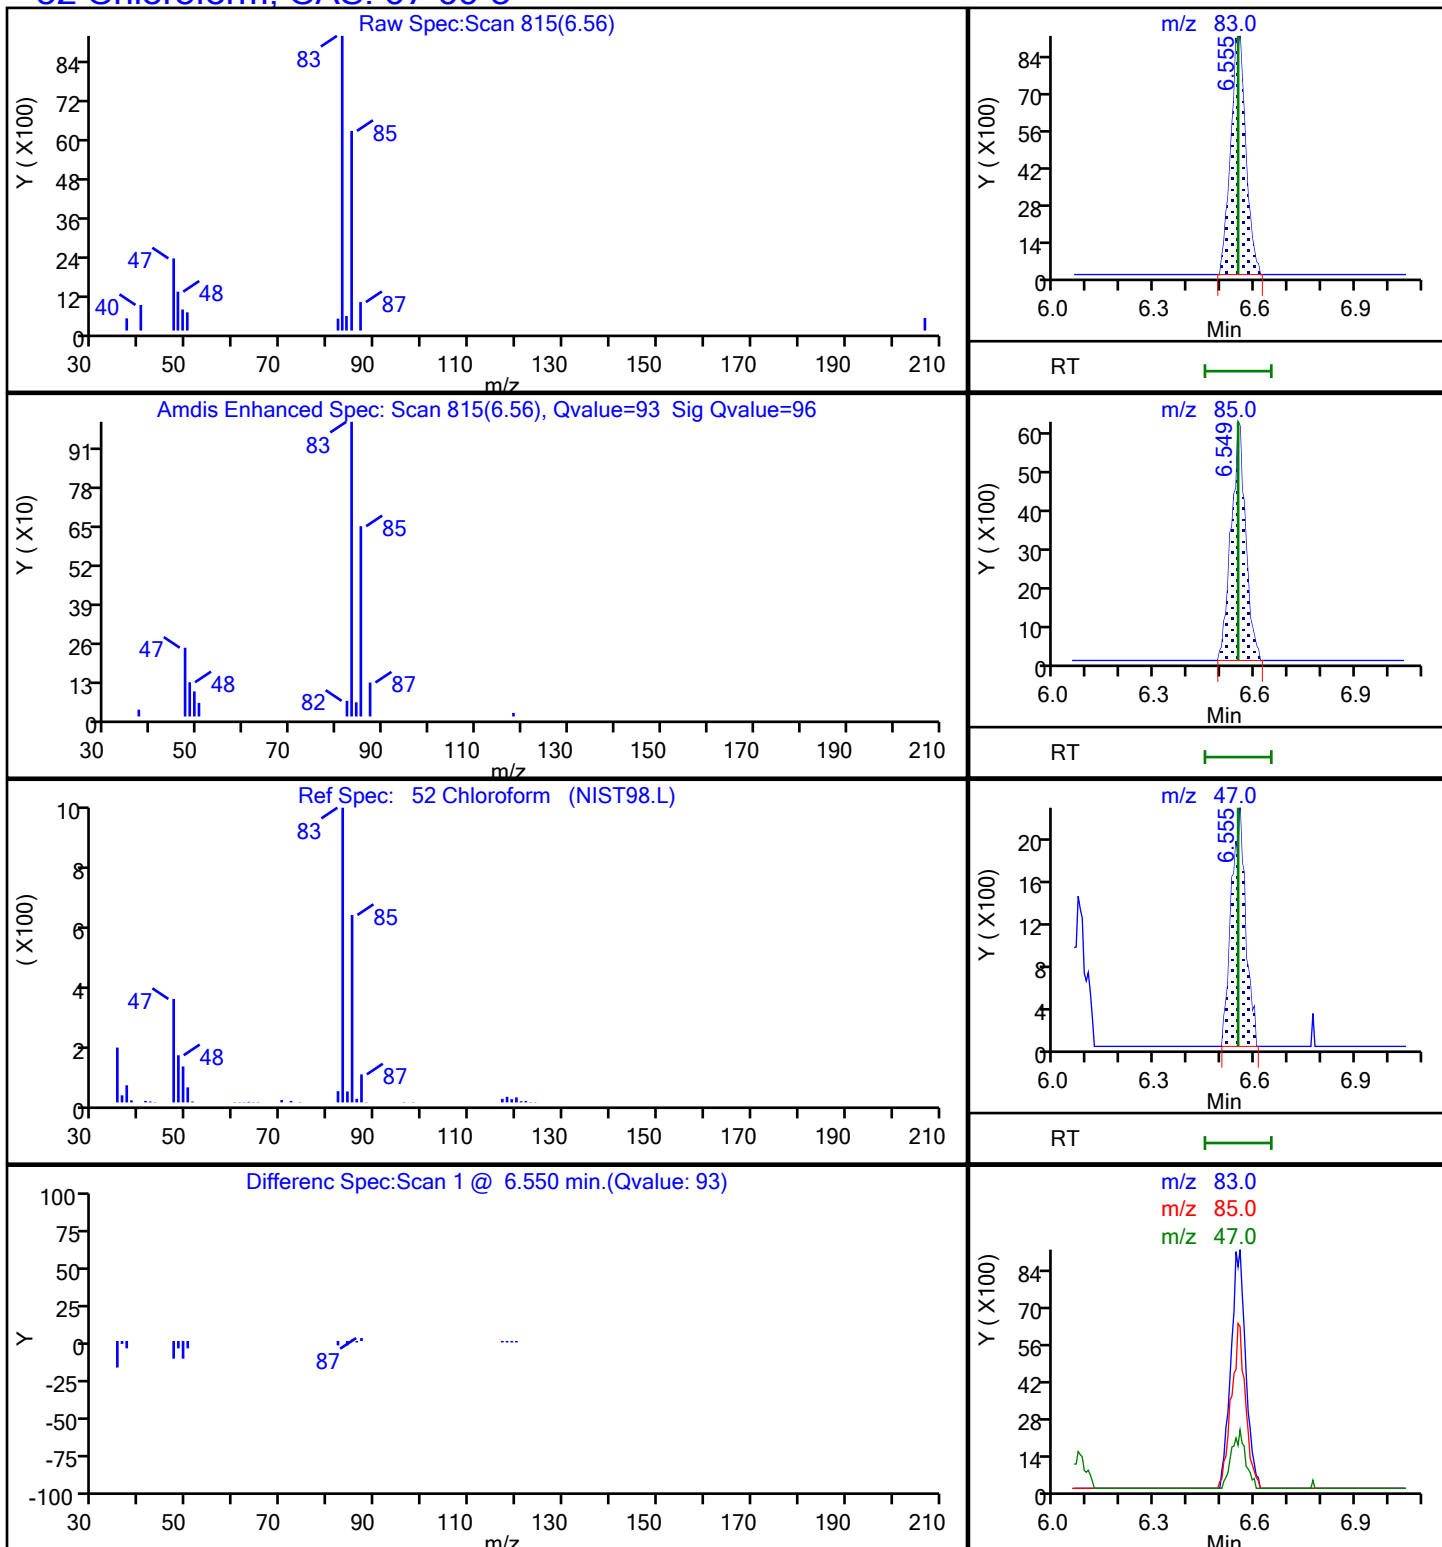 52 Chloroform, CAS: 67-66-3
Raw Spec:Scan 815(6.56)
Y ( X100)
84
72
60
48
36
24
12
0
83
85
47
48
40
87
30 50 70 90 110 130 150 170 190 210
m/z
m/z 83.0
Y ( X100)
84
70
56
42
28
14
0
6.555
6.0 6.3 6.6 6.9
Min
RT
Amdis Enhanced Spec: Scan 815(6.56), Qvalue=93 Sig Qvalue=96
Y ( X10)
91
78
65
52
39
26
13
0
83
85
47
48
82
87
30 50 70 90 110 130 150 170 190 210
m/z
m/z 85.0
Y ( X100)
60
50
40
30
20
10
0
6.549
6.0 6.3 6.6 6.9
Min
RT
Ref Spec: 52 Chloroform (NIST98.L)
( X100)
10
8
6
4
2
0
83
85
47
48
87
30 50 70 90 110 130 150 170 190 210
m/z 47.0
Y ( X100)
20
16
12
8
4
0
6.555
6.0 6.3 6.6 6.9
Min
RT
Differenc Spec:Scan 1 @ 6.550 min.(Qvalue: 93)
Y
100
75
50
25
0
-25
-50
-75
-100
87
30 50 70 90 110 130 150 170 190 210
m/z
m/z 83.0
m/z 85.0
m/z 47.0
Y ( X100)
84
70
56
42
28
14
0
6.0 6.3 6.6 6.9
Min